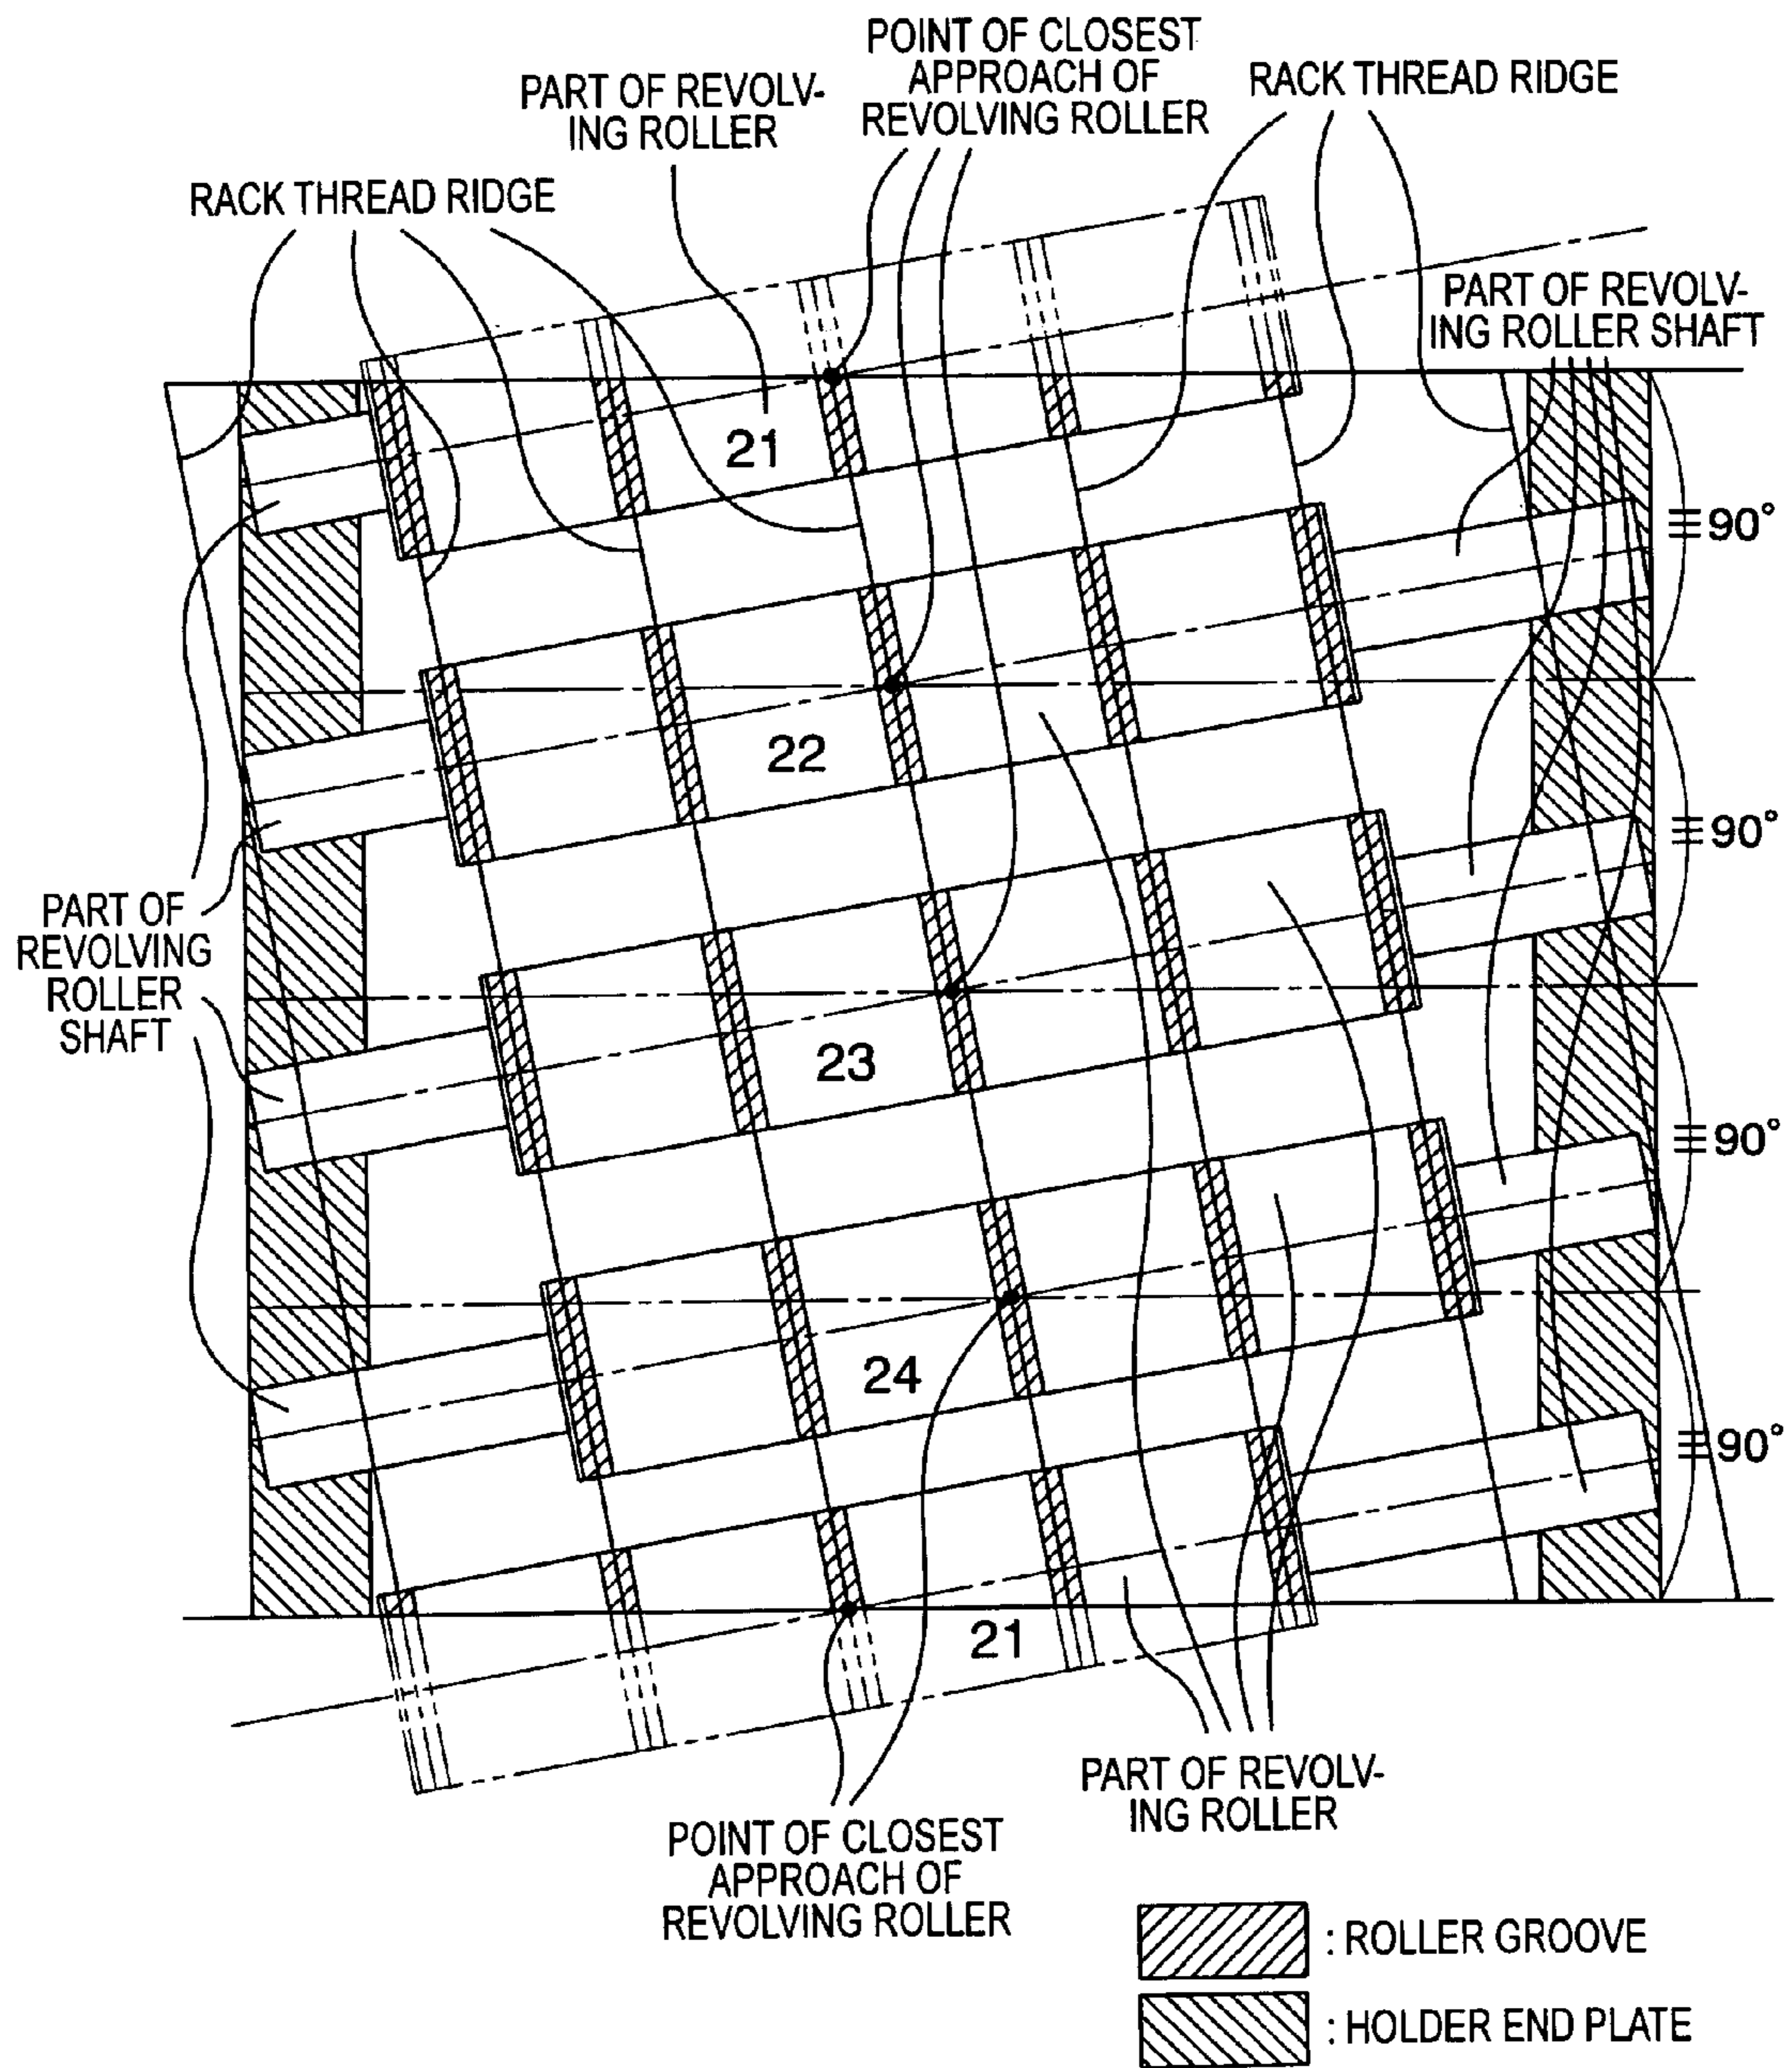 POINT OF CLOSEST
APPROACH OF
REVOLVING ROLLER
PART OF REVOLV-
ING ROLLER
RACK THREAD RIDGE
RACK THREAD RIDGE
PART OF REVOLV-
ING ROLLER SHAFT
21
90°
22
90°
PART OF
REVOLVING
ROLLER
SHAFT
23
90°
24
90°
21
PART OF REVOLV-
ING ROLLER
POINT OF CLOSEST
APPROACH OF
REVOLVING ROLLER
: ROLLER GROOVE
: HOLDER END PLATE